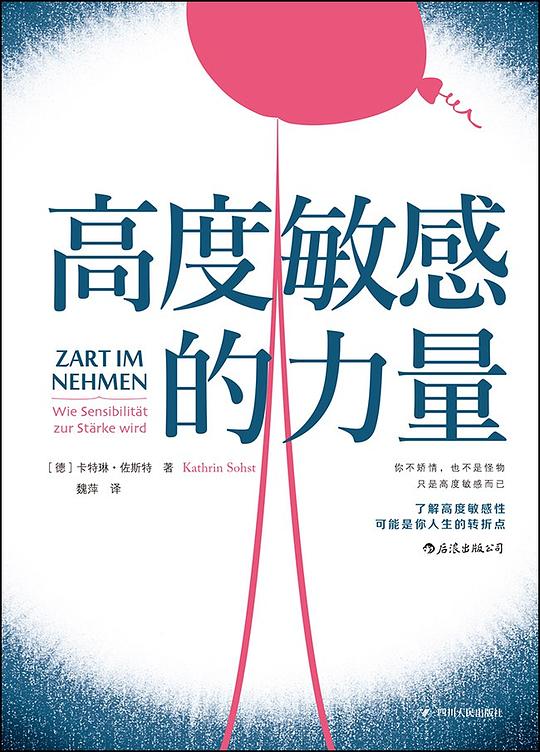 高度敏感
的力量
ZART IM
NEHMEN
Wie Sensibilität
zur Stärke wird
[德]卡特琳·佐斯特 著 Kathrin Sohst
魏萍 译
你不矫情，也不是怪物
只是高度敏感而已
了解高度敏感性
可能是你人生的转折点
后浪出版公司
四川人民出版社